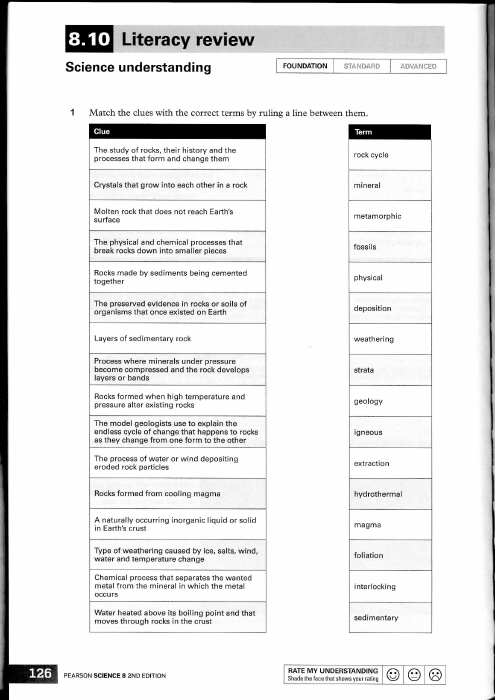 8.10 Literacy review
Science understanding
FOUNDATION STANDARD ADVANCED
1 Match the clues with the correct terms by ruling a line between them.
Clue
The study of rocks, their history and the
processes that form and change them
Crystals that grow into each other in a rock
Molten rock that does not reach Earth's
surface
The physical and chemical processes that
break rocks down into smaller pieces
Rocks made by sediments being cemented
together
The preserved evidence in rocks or soils of
organisms that once existed on Earth
Layers of sedimentary rock
Process where minerals under pressure
become compressed and the rock develops
layers or bands
Rocks formed when high temperature and
pressure alter existing rocks
The model geologists use to explain the
endless cycle of change that happens to rocks
as they change from one form to the other
The process of water or wind depositing
eroded rock particles
Rocks formed from cooling magma
A naturally occurring inorganic liquid or solid
in Earth's crust
Type of weathering caused by ice, salts, wind,
water and temperature change
Chemical process that separates the wanted
metal from the mineral in which the metal
occurs
Water heated above its boiling point and that
moves through rocks in the crust
Term
rock cycle
mineral
metamorphic
fossils
physical
deposition
weathering
strata
geology
igneous
extraction
hydrothermal
magma
foliation
interlocking
sedimentary
126 PEARSON SCIENCE 8 2ND EDITION
RATE MY UNDERSTANDING
Shade the face that shows your rating